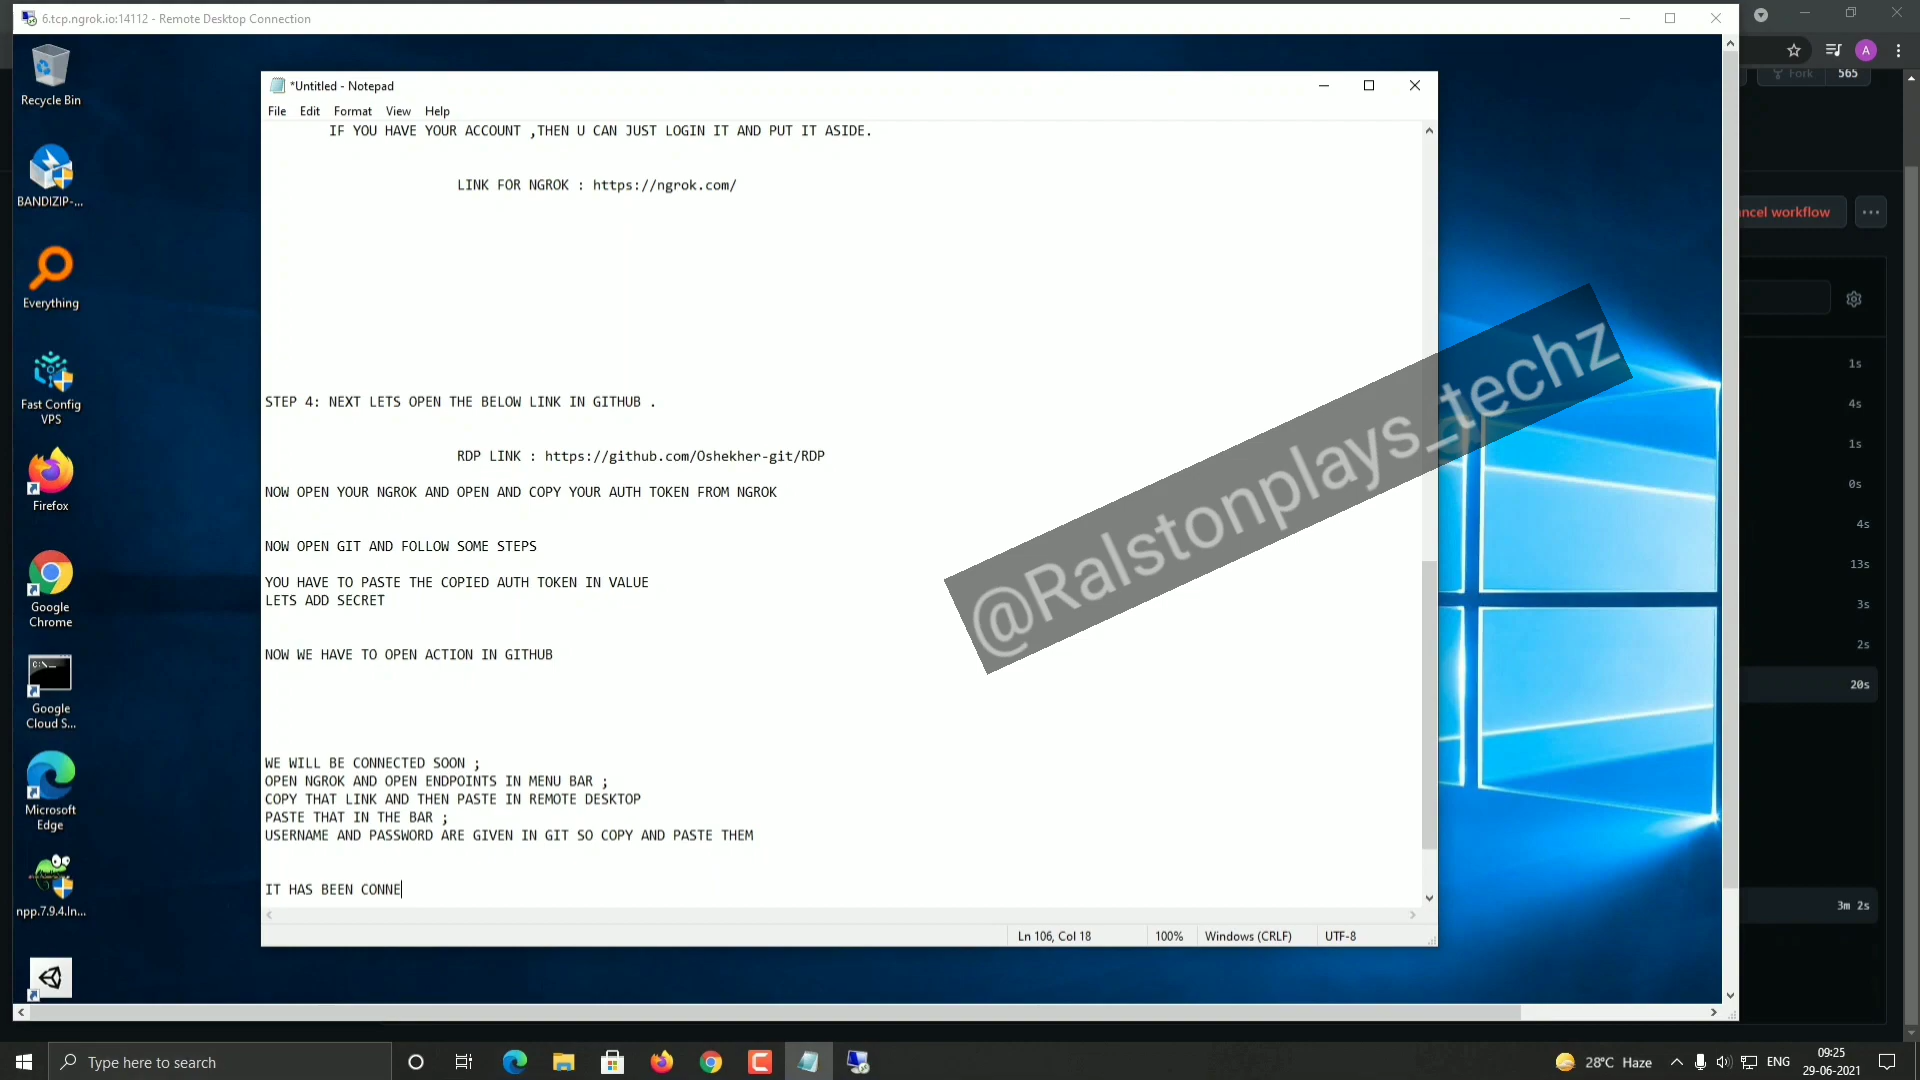 6.tcp.ngrok.io:14112 - Remote Desktop Connection
A
Fork 565
Recycle Bin
*Untitled - Notepad
File Edit Format View Help
IF YOU HAVE YOUR ACCOUNT ,THEN U CAN JUST LOGIN IT AND PUT IT ASIDE.
LINK FOR NGROK : https://ngrok.com/
BANDIZIP-...
ncel workflow
Everything
1s
Fast Config
VPS
STEP 4: NEXT LETS OPEN THE BELOW LINK IN GITHUB .
4s
1s
RDP LINK : https://github.com/Oshekher-git/RDP
0s
NOW OPEN YOUR NGROK AND OPEN AND COPY YOUR AUTH TOKEN FROM NGROK
Firefox
4s
NOW OPEN GIT AND FOLLOW SOME STEPS
13s
YOU HAVE TO PASTE THE COPIED AUTH TOKEN IN VALUE
LETS ADD SECRET
@Ralstonplays_techz
Google
Chrome
3s
2s
NOW WE HAVE TO OPEN ACTION IN GITHUB
20s
Google
Cloud S...
WE WILL BE CONNECTED SOON ;
OPEN NGROK AND OPEN ENDPOINTS IN MENU BAR ;
COPY THAT LINK AND THEN PASTE IN REMOTE DESKTOP
PASTE THAT IN THE BAR ;
USERNAME AND PASSWORD ARE GIVEN IN GIT SO COPY AND PASTE THEM
Microsoft
Edge
IT HAS BEEN CONNE
3m 2s
npp.7.9.4.In...
Ln 106, Col 18 100% Windows (CRLF) UTF-8
Type here to search
28°C Haze
ENG
09:25
29-06-2021